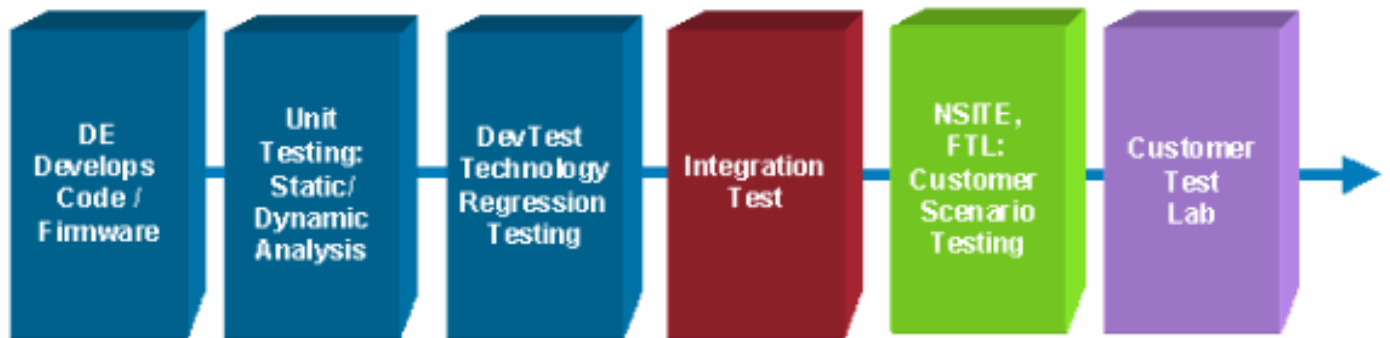 DE
Develops
Code /
Firmware
Unit
Testing:
Static/
Dynamic
Analysis
DevTest
Technology
Regression
Testing
Integration
Test
NSITE,
FTL:
Customer
Scenario
Testing
Customer
Test
Lab